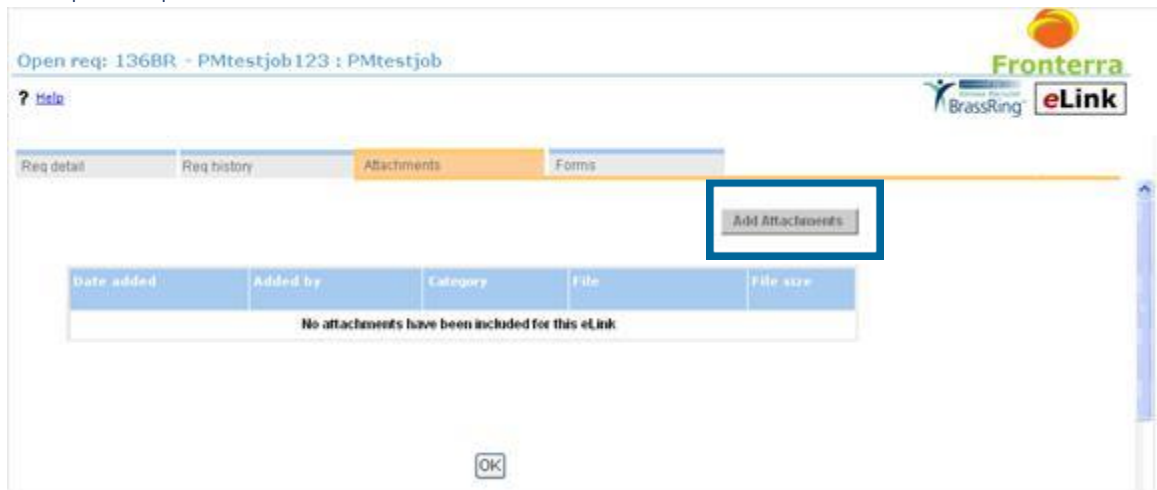 Open req: 136BR - PMtestjob123 : PMtestjob
Fronterra
? Help
BrassRing eLink
Req detail Req history Attachments Forms
Add Attachments
Date added Added by Category File File size
No attachments have been included for this eLink
OK